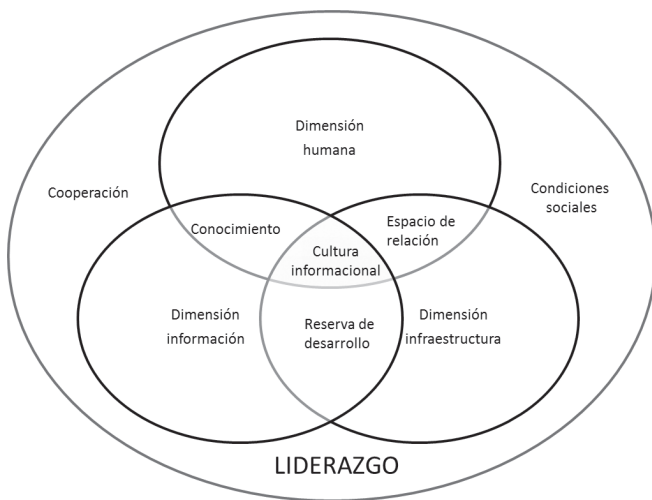 Dimensión
humana
Cooperación
Condiciones
sociales
Conocimiento
Espacio de
relación
Cultura
informacional
Dimensión
información
Reserva de
desarrollo
Dimensión
infraestructura
LIDERAZGO